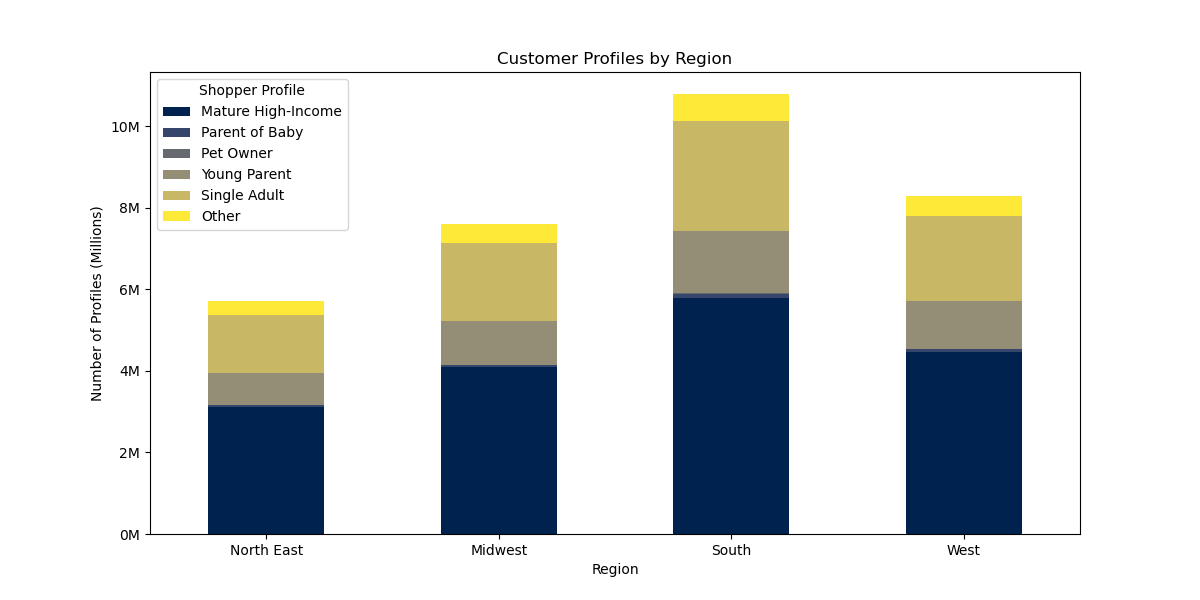 Customer Profiles by Region
Shopper Profile
Mature High-Income
Parent of Baby
Pet Owner
Young Parent
Single Adult
Other
Number of Profiles (Millions)
10M
8M
6M
4M
2M
0M
North East
Midwest
South
West
Region